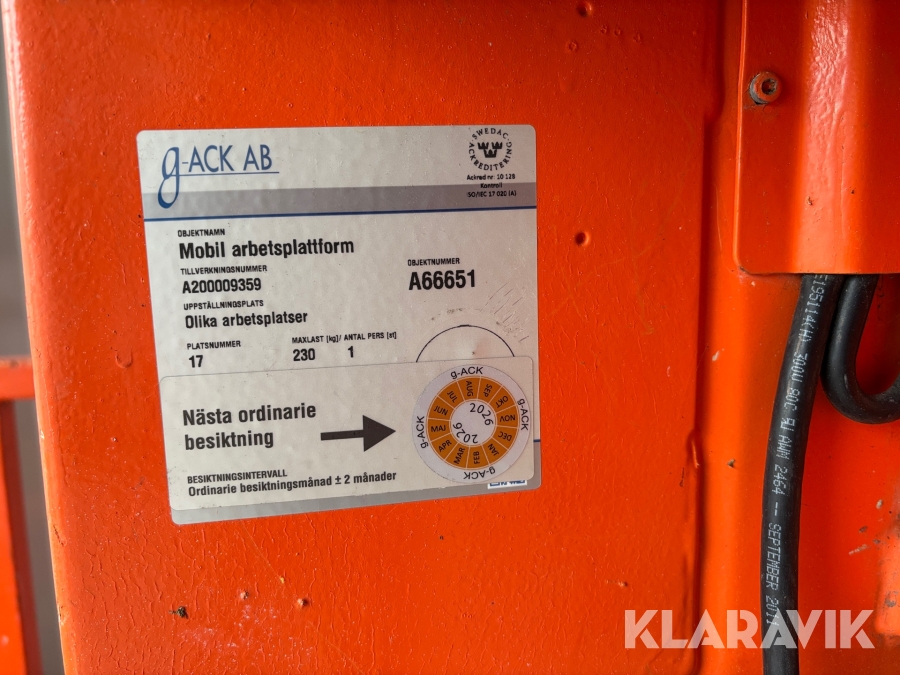 g-ACK AB
SWEDAC
ACKREDITERING
Ackred nr: 10 128
Kontroll
ISO/IEC 17 020 (A)
OBJEKTNAMN
Mobil arbetsplattform
TILLVERKNINGSNUMMER
A200009359
OBJEKTNUMMER
A66651
UPPSTÄLLNINGSPLATS
Olika arbetsplatser
PLATSNUMMER
17
MAXLAST [kg]/ ANTAL PERS [st]
230 1
Nästa ordinarie
besiktning
g-ACK
g-ACK
g-ACK
g-ACK
JAN FEB MAR APR MAJ JUN JUL AUG SEP OKT NOV DEC
2026
2026
BESIKTNINGSINTERVALL
Ordinarie besiktningsmånad ± 2 månader
300V 80C
AWM 2464 -- SEPTEMBER
KLARAVIK